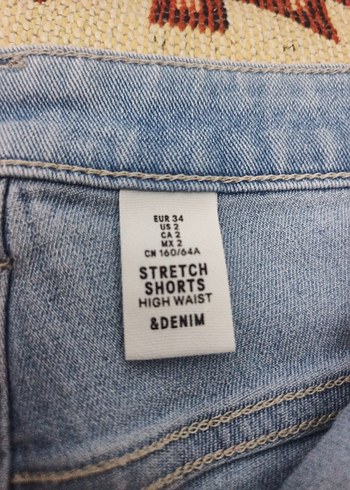 EUR 34
US 2
CA 2
MX 2
CN 160/64A
STRETCH
SHORTS
HIGH WAIST
&DENIM